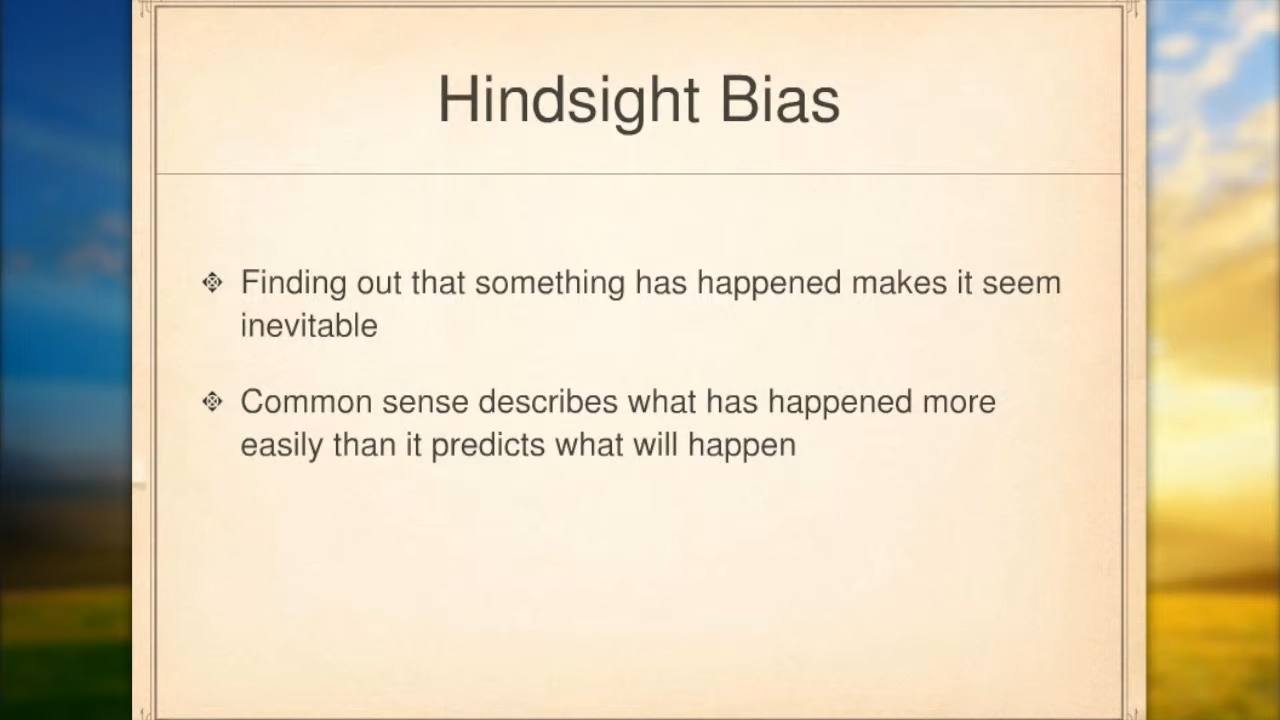 Hindsight Bias
Finding out that something has happened makes it seem
inevitable
Common sense describes what has happened more
easily than it predicts what will happen